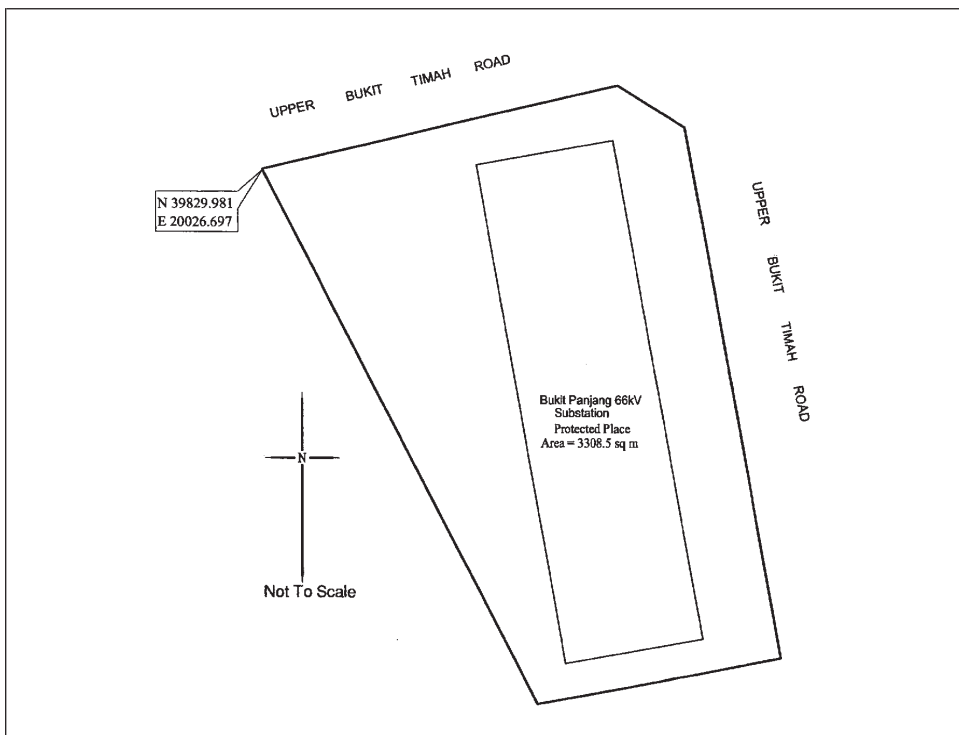 UPPER BUKIT TIMAH ROAD
N 39829.981
E 20026.697
UPPER BUKIT TIMAH ROAD
Bukit Panjang 66kV
Substation
Protected Place
Area = 3308.5 sq m
N
Not To Scale